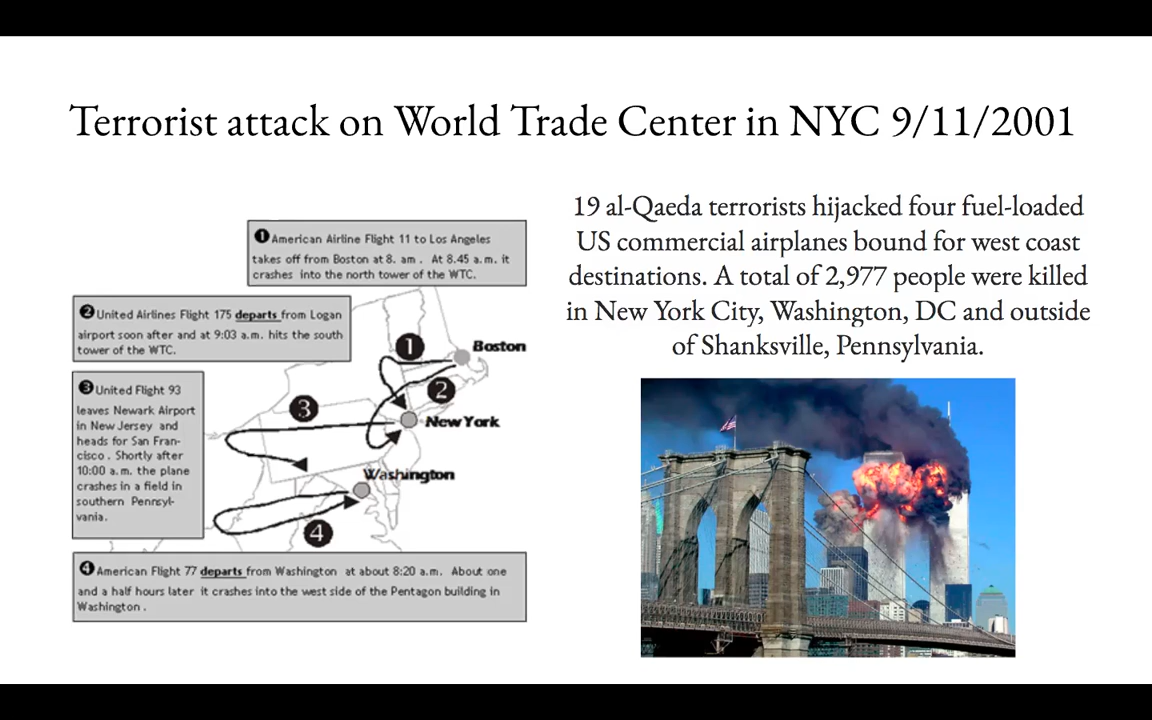 Terrorist attack on World Trade Center in NYC 9/11/2001
❶ American Airline Flight 11 to Los Angeles
takes off from Boston at 8. am . At 8.45 a.m. it
crashes into the north tower of the WTC.
❷ United Airlines Flight 175 departs from Logan
airport soon after and at 9:03 a.m. hits the south
tower of the WTC.
❸ United Flight 93
leaves Newark Airport
in New Jersey and
heads for San Fran-
cisco . Shortly after
10:00 a.m. the plane
crashes in a field in
southern Pennsyl-
vania.
1
Boston
2
3
New York
Washington
4
❹ American Flight 77 departs from Washington at about 8:20 a.m. About one
and a half hours later it crashes into the west side of the Pentagon building in
Washington .
19 al-Qaeda terrorists hijacked four fuel-loaded
US commercial airplanes bound for west coast
destinations. A total of 2,977 people were killed
in New York City, Washington, DC and outside
of Shanksville, Pennsylvania.